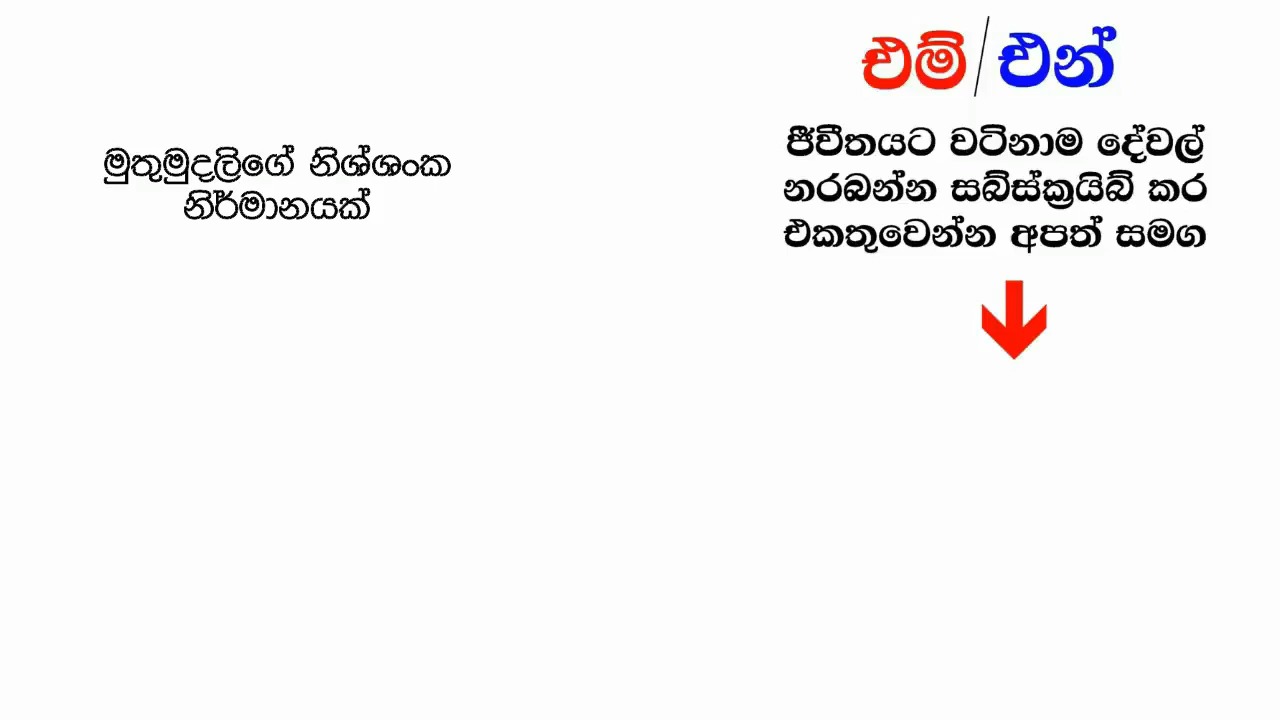 එම්/එන්
ජීවිතයට වටිනාම දේවල්
නරබන්න සබ්ස්ක්‍රයිබ් කර
එකතුවෙන්න අපත් සමග
මුතුමුදලිගේ නිශ්ශංක
නිර්මානයක්